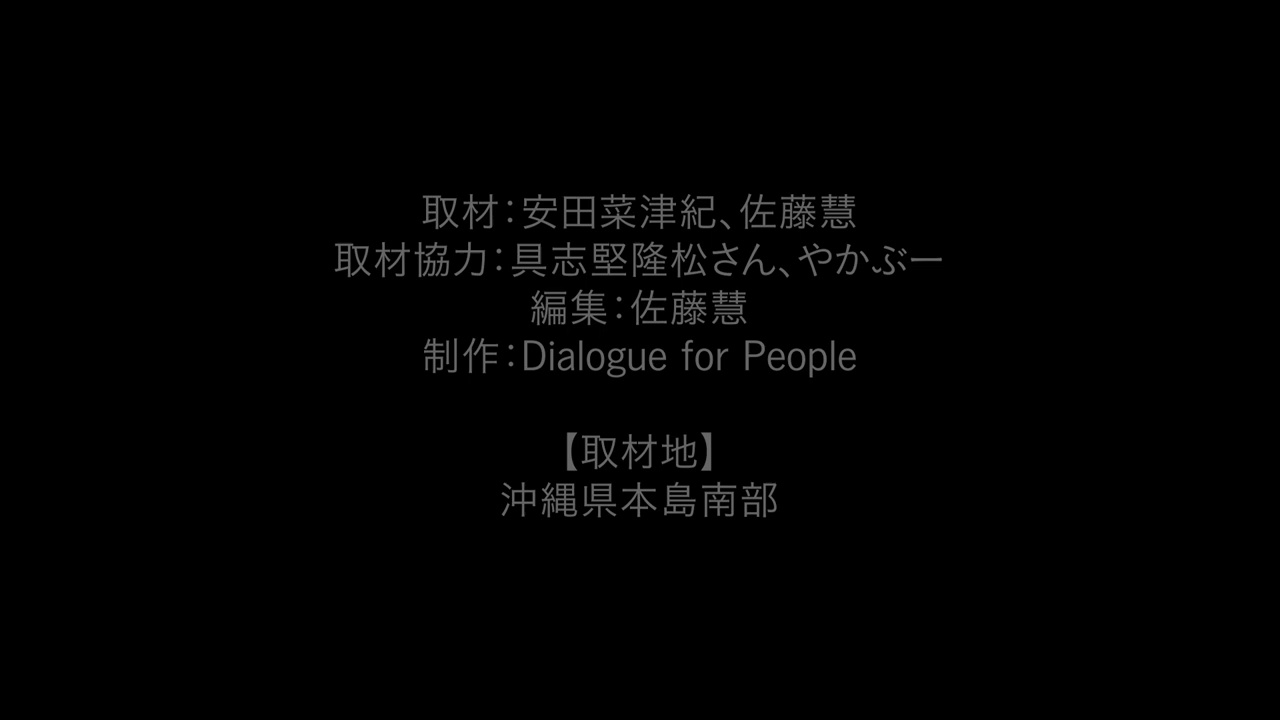 取材：安田菜津紀、佐藤慧
取材協力：具志堅隆松さん、やかぶー
編集：佐藤慧
制作：Dialogue for People
【取材地】
沖縄県本島南部